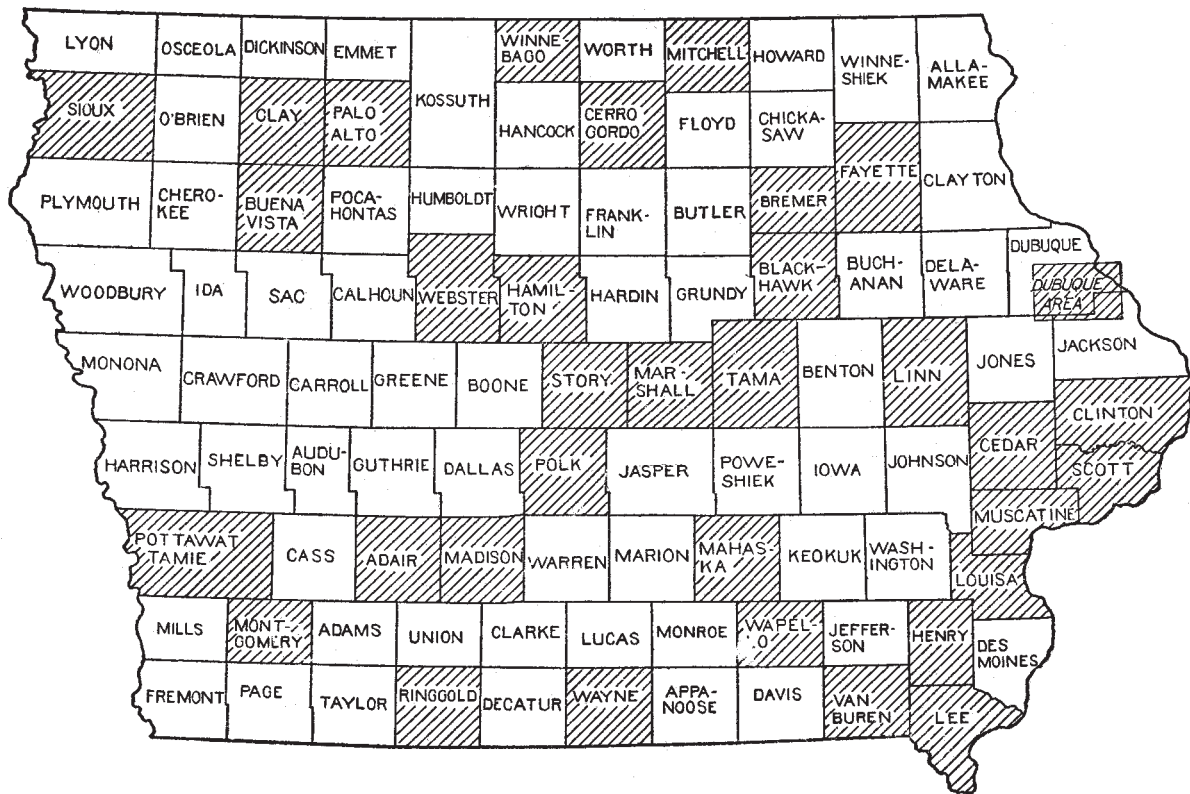 LYON
OSCEOLA
DICKINSON
EMMET
WINNE-
BAGO
WORTH
MITCHELL
HOWARD
WINNE-
SHIEK
ALLA-
MAKEE
SIOUX
O'BRIEN
CLAY
PALO
ALTO
KOSSUTH
HANCOCK
CERRO
GORDO
FLOYD
CHICKA-
SAW
FAYETTE
CLAYTON
PLYMOUTH
CHERO-
KEE
BUENA
VISTA
POCA-
HONTAS
HUMBOLDT
WRIGHT
FRANK-
LIN
BUTLER
BREMER
WOODBURY
IDA
SAC
CALHOUN
WEBSTER
HAMIL-
TON
HARDIN
GRUNDY
BLACK-
HAWK
BUCH-
ANAN
DELA-
WARE
DUBUQUE
DUBUQUE
AREA
MONONA
CRAWFORD
CARROLL
GREENE
BOONE
STORY
MAR-
SHALL
TAMA
BENTON
LINN
JONES
JACKSON
CLINTON
HARRISON
SHELBY
AUDU-
BON
GUTHRIE
DALLAS
POLK
JASPER
POWE-
SHIEK
IOWA
JOHNSON
CEDAR
SCOTT
MUSCATINE
POTTAWAT
TAMIE
CASS
ADAIR
MADISON
WARREN
MARION
MAHAS-
KA
KEOKUK
WASH-
INGTON
LOUISA
MILLS
MONT-
GOMERY
ADAMS
UNION
CLARKE
LUCAS
MONROE
WAPEL-
LO
JEFFER-
SON
HENRY
DES
MOINES
FREMONT
PAGE
TAYLOR
RINGGOLD
DECATUR
WAYNE
APPA-
NOOSE
DAVIS
VAN
BUREN
LEE